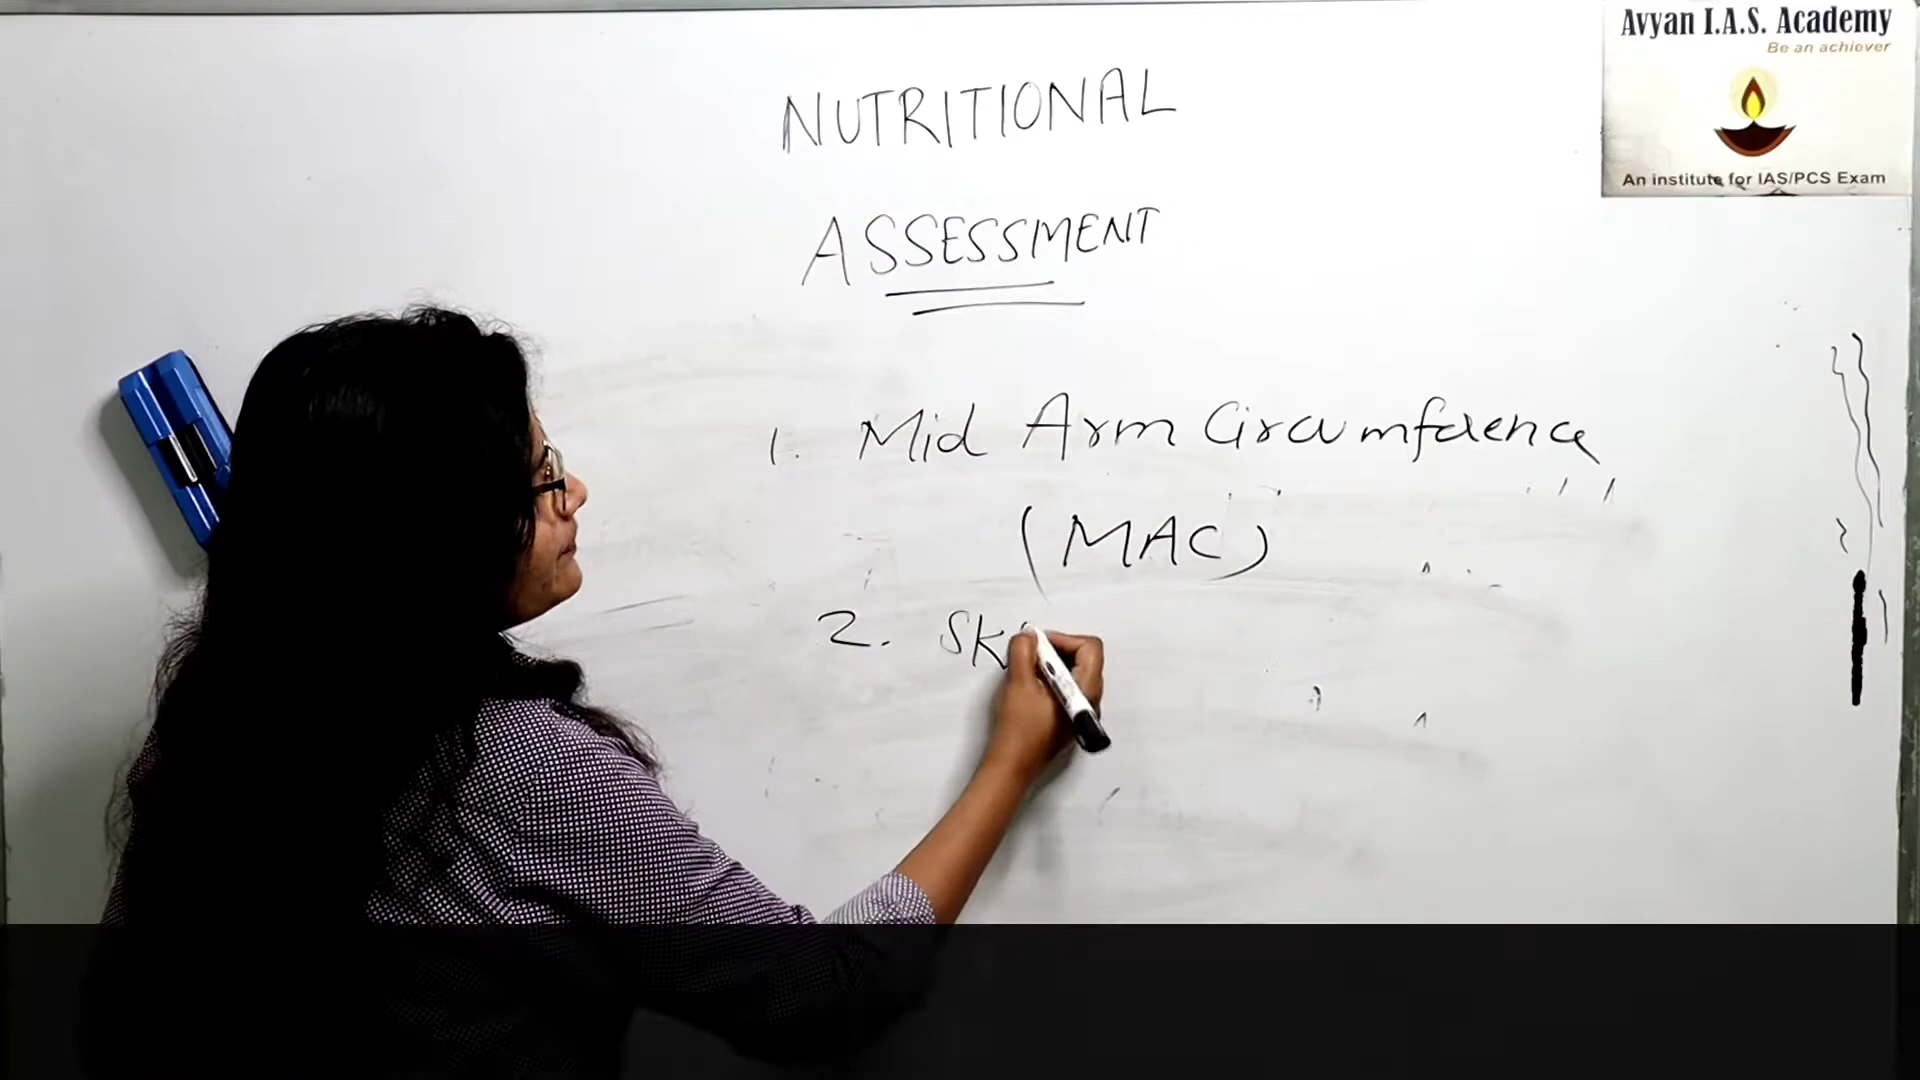 Avyan I.A.S. Academy
Be an achiever
An institute for IAS/PCS Exam
NUTRITIONAL
ASSESSMENT
1. Mid Arm Circumference
(MAC)
2. Sk